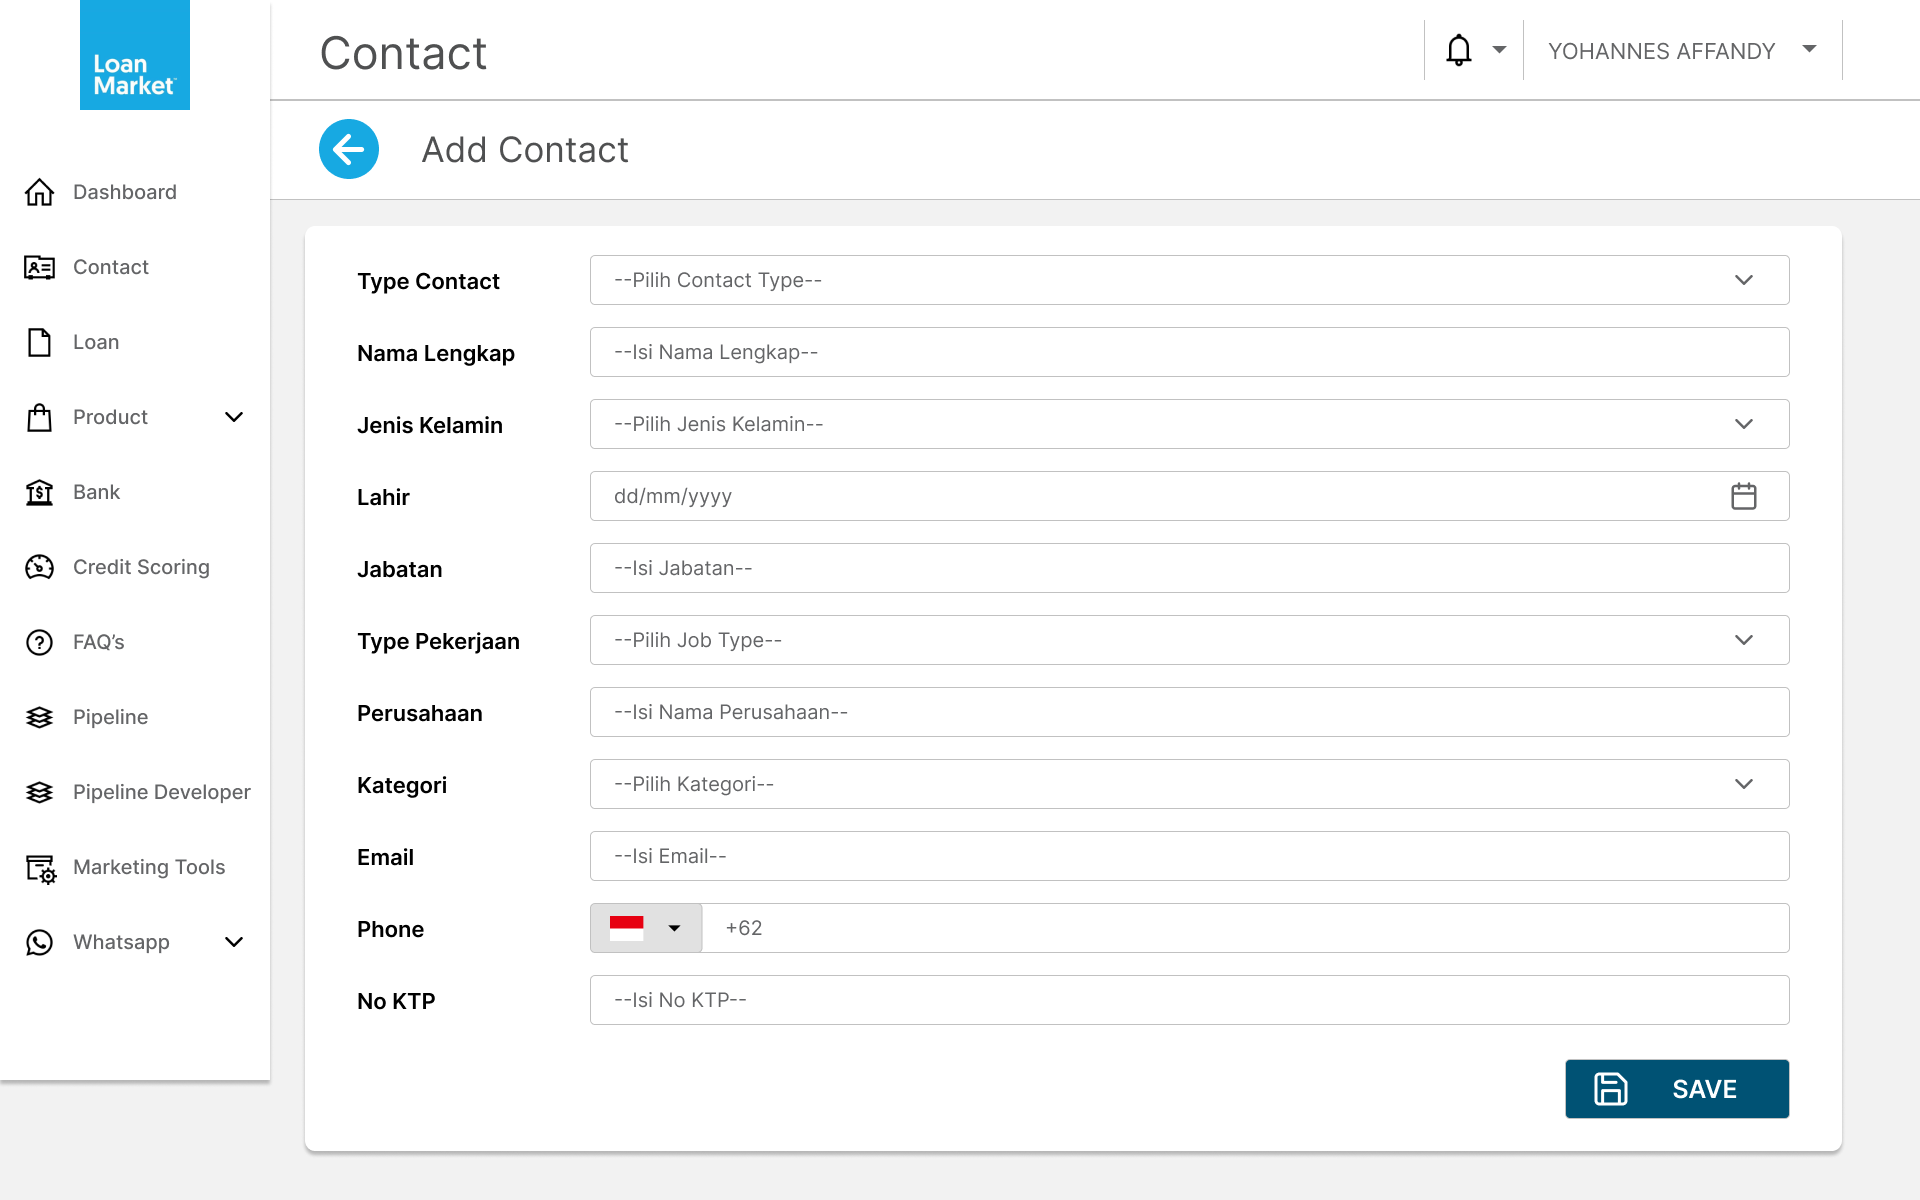 Loan
Market
Contact
YOHANNES AFFANDY
Add Contact
Dashboard
Contact
Loan
Product
Bank
Credit Scoring
FAQ’s
Pipeline
Pipeline Developer
Marketing Tools
Whatsapp
Type Contact
--Pilih Contact Type--
Nama Lengkap
--Isi Nama Lengkap--
Jenis Kelamin
--Pilih Jenis Kelamin--
Lahir
dd/mm/yyyy
Jabatan
--Isi Jabatan--
Type Pekerjaan
--Pilih Job Type--
Perusahaan
--Isi Nama Perusahaan--
Kategori
--Pilih Kategori--
Email
--Isi Email--
Phone
+62
No KTP
--Isi No KTP--
SAVE